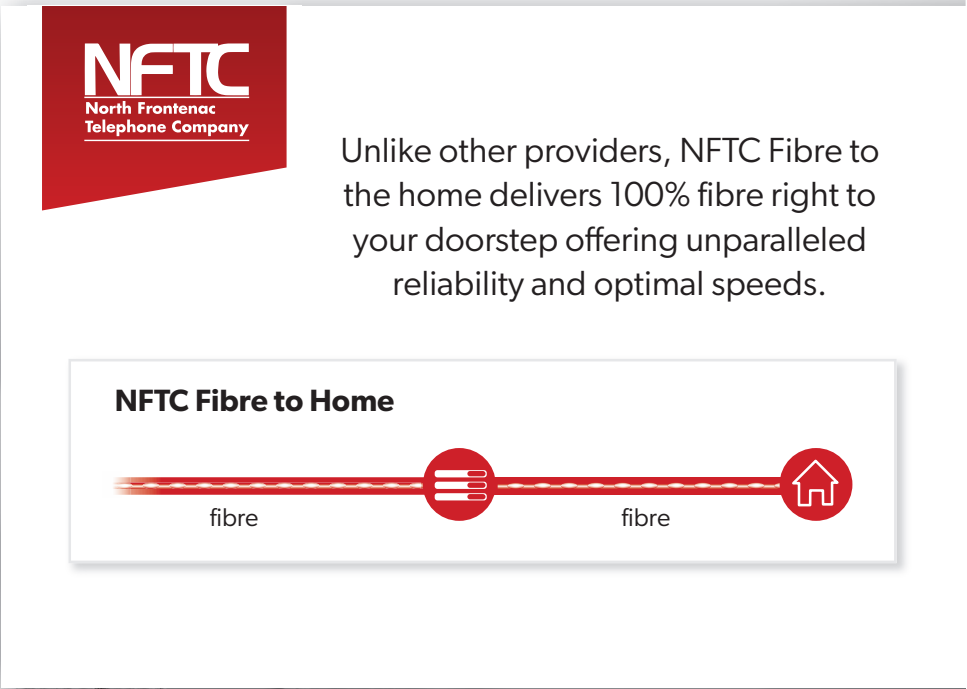 NFTC
North Frontenac
Telephone Company
Unlike other providers, NFTC Fibre to
the home delivers 100% fibre right to
your doorstep offering unparalleled
reliability and optimal speeds.
NFTC Fibre to Home
fibre
fibre